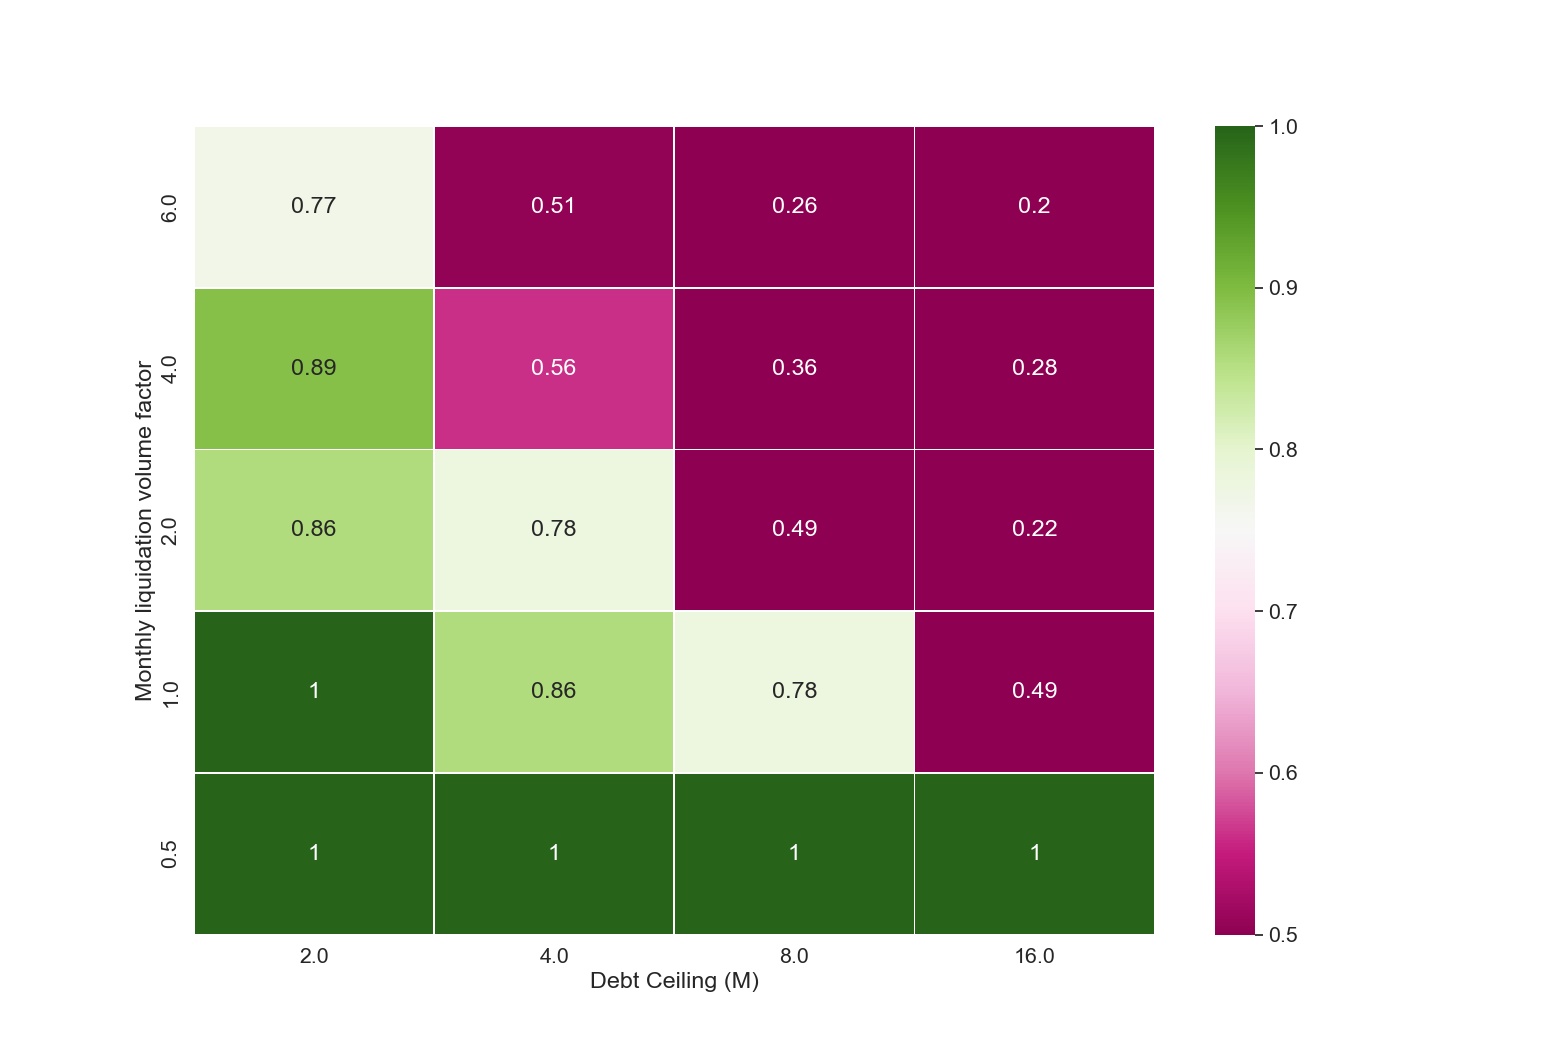 Monthly liquidation volume factor
6.0 0.77 0.51 0.26 0.2
4.0 0.89 0.56 0.36 0.28
2.0 0.86 0.78 0.49 0.22
1.0 1 0.86 0.78 0.49
0.5 1 1 1 1
2.0 4.0 8.0 16.0
Debt Ceiling (M)
1.0
0.9
0.8
0.7
0.6
0.5